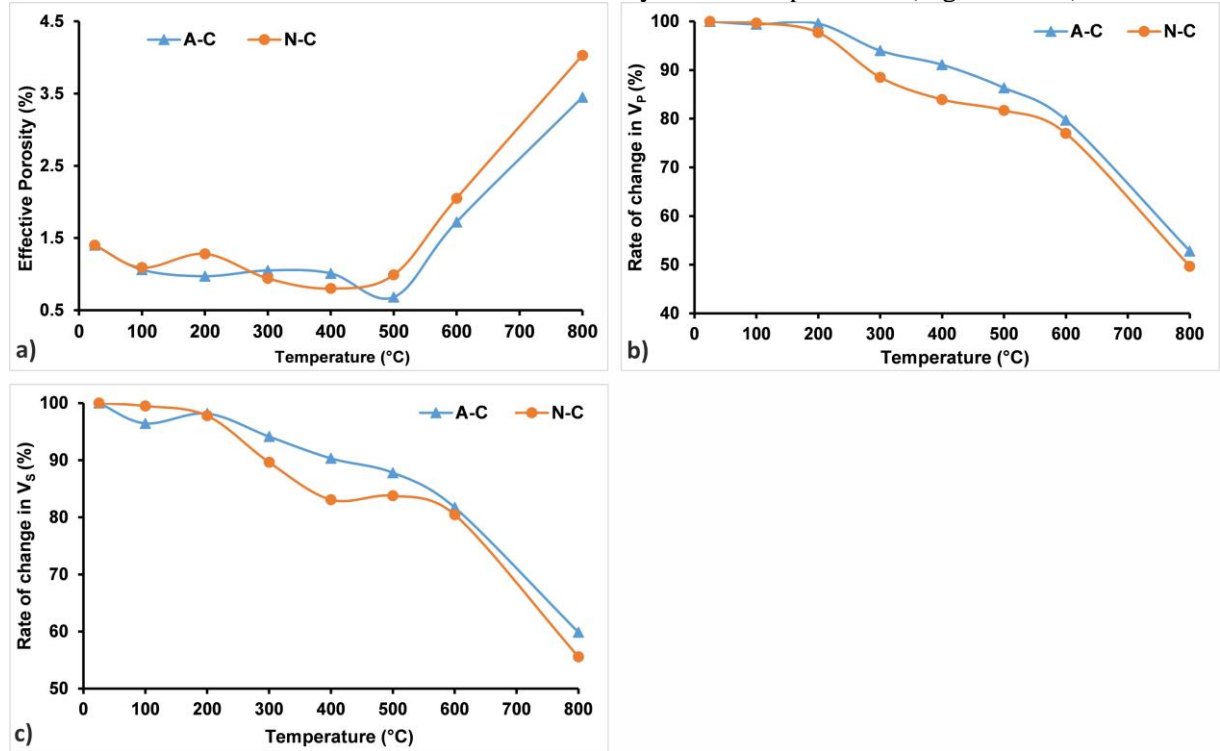 4.5
3.5
2.5
1.5
0.5
Effective Porosity (%)
A-C
N-C
0 100 200 300 400 500 600 700 800
Temperature (°C)
a)
100
90
80
70
60
50
40
Rate of change in VP (%)
A-C
N-C
0 100 200 300 400 500 600 700 800
Temperature (°C)
b)
100
90
80
70
60
50
Rate of change in VS (%)
A-C
N-C
0 100 200 300 400 500 600 700 800
Temperature (°C)
c)